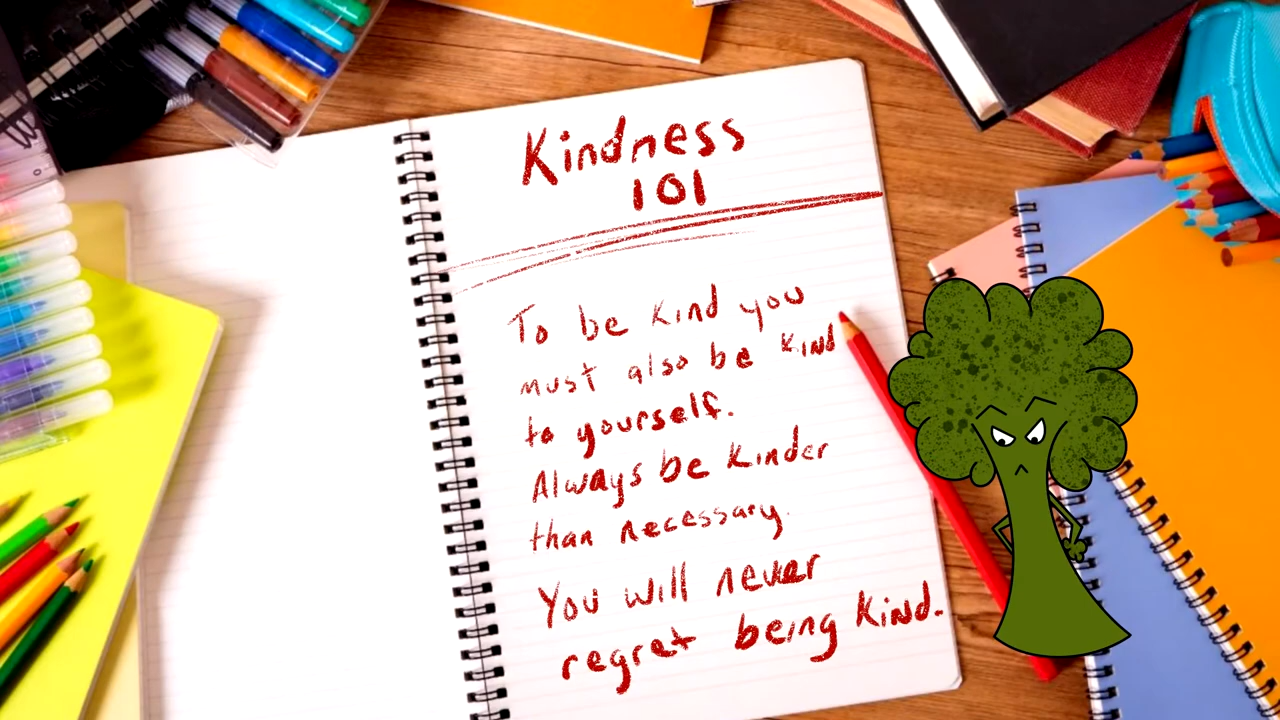 Kindness
101
To be kind you
must also be kind
to yourself.
Always be kinder
than necessary.
You will never
regret being kind.